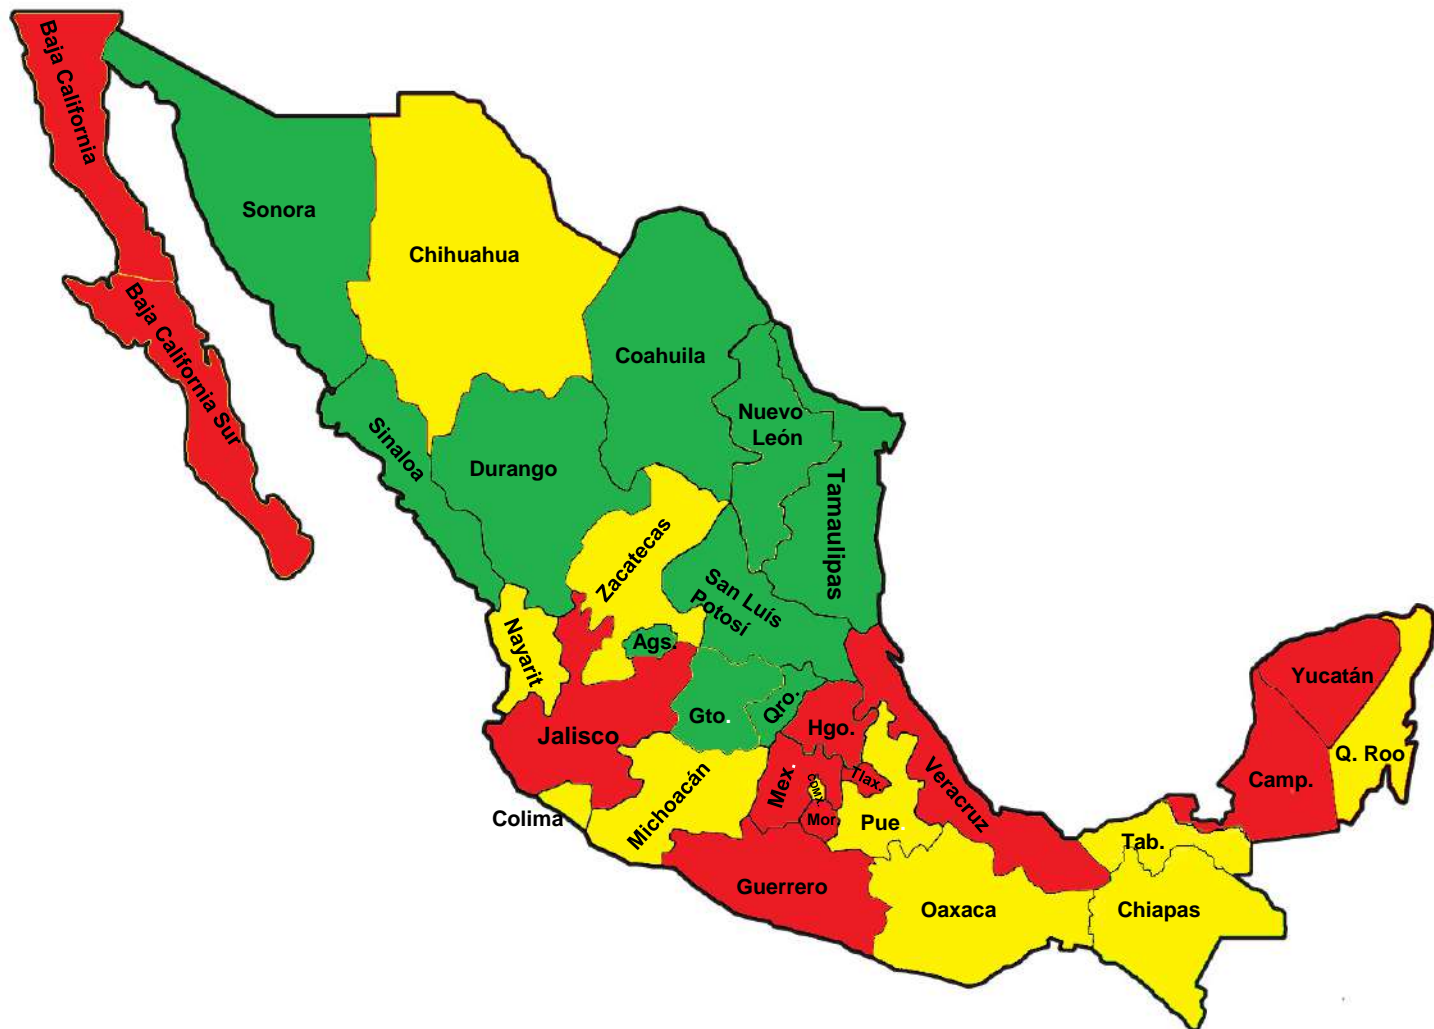 Baja California
Sonora
Chihuahua
Baja California Sur
Coahuila
Nuevo
León
Sinaloa
Durango
Tamaulipas
Zacatecas
San Luís
Potosí
Nayarit
Ags.
Yucatán
Qro.
Gto.
Hgo.
Jalisco
Q. Roo
Mex.
CDMX
Tlax.
Veracruz
Camp.
Michoacán
Colima
Mor.
Pue.
Tab.
Guerrero
Oaxaca
Chiapas